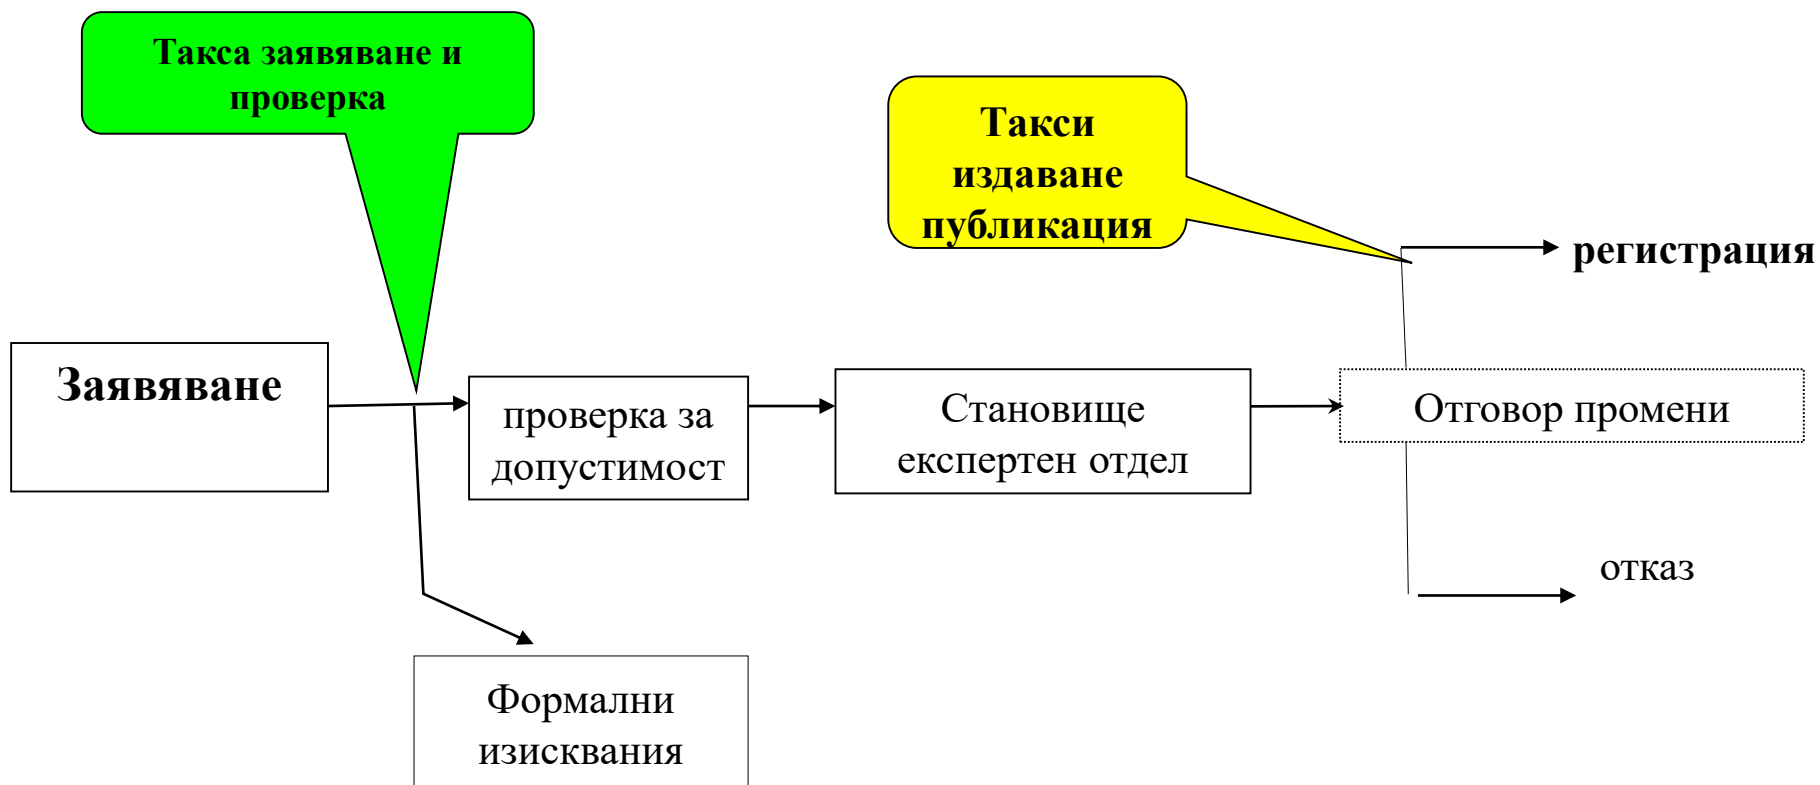 Такса заявяване и
проверка
Такси
издаване
публикация
регистрация
Заявяване
проверка за
допустимост
Становище
експертен отдел
Отговор промени
отказ
Формални
изисквания